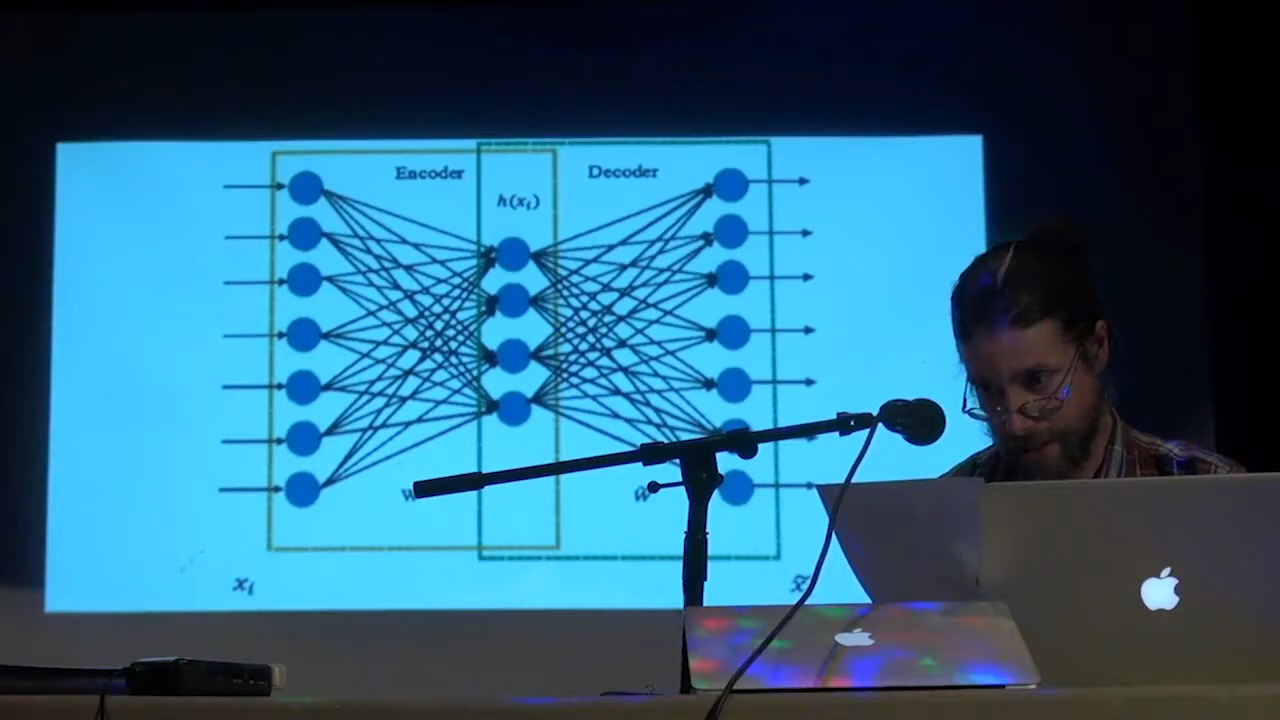 Encoder
Decoder
h(xᵢ)
W
xᵢ
x̃